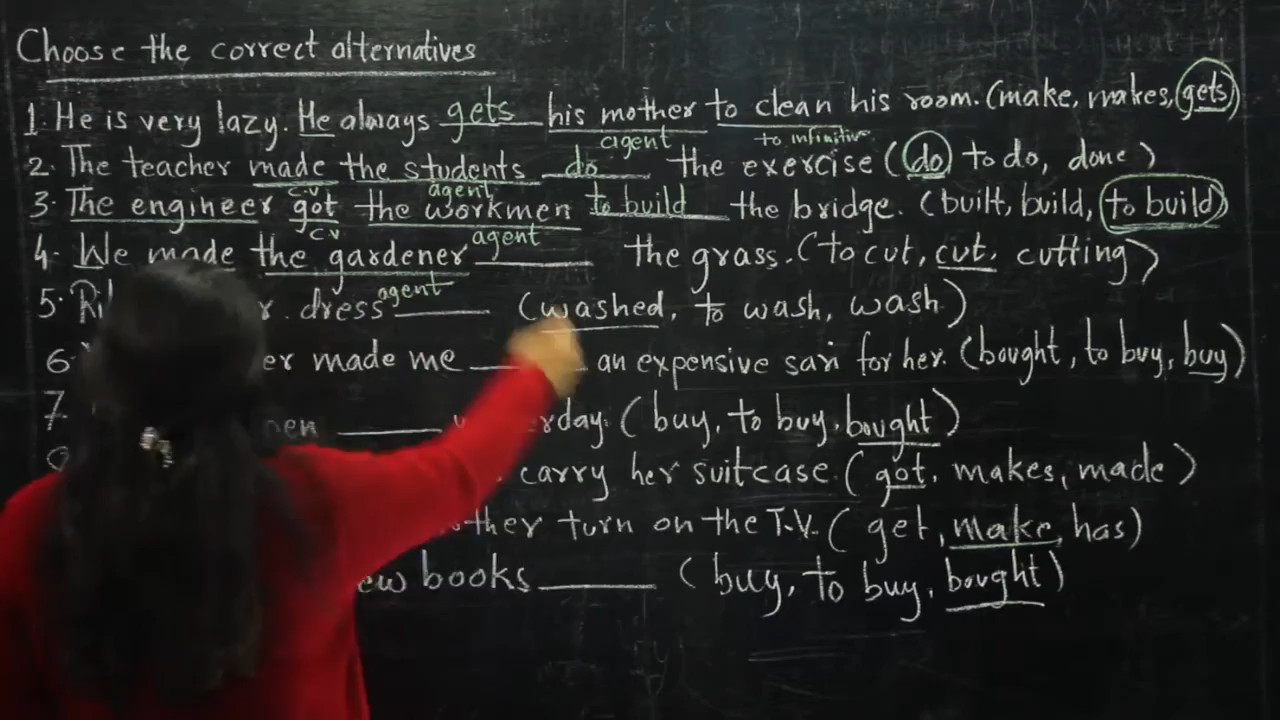 Choose the correct alternatives
1. He is very lazy. He always gets his mother to clean his room. (make, makes, gets)
agent to infinitive
2. The teacher made the students do the exercise (do to do, done)
c.v agent
3. The engineer got the workmen to build the bridge. (built, build, to build)
c.v agent
4. We made the gardener ______ the grass. (to cut, cut, cutting)
agent
5. dress ______ (washed, to wash, wash)
6. made me ______ an expensive sari for her. (bought, to buy, buy)
7. ______ (buy, to buy, bought)
carry her suitcase. (got, makes, made)
turn on the T.V. (get, make, has)
books ______ (buy, to buy, bought)